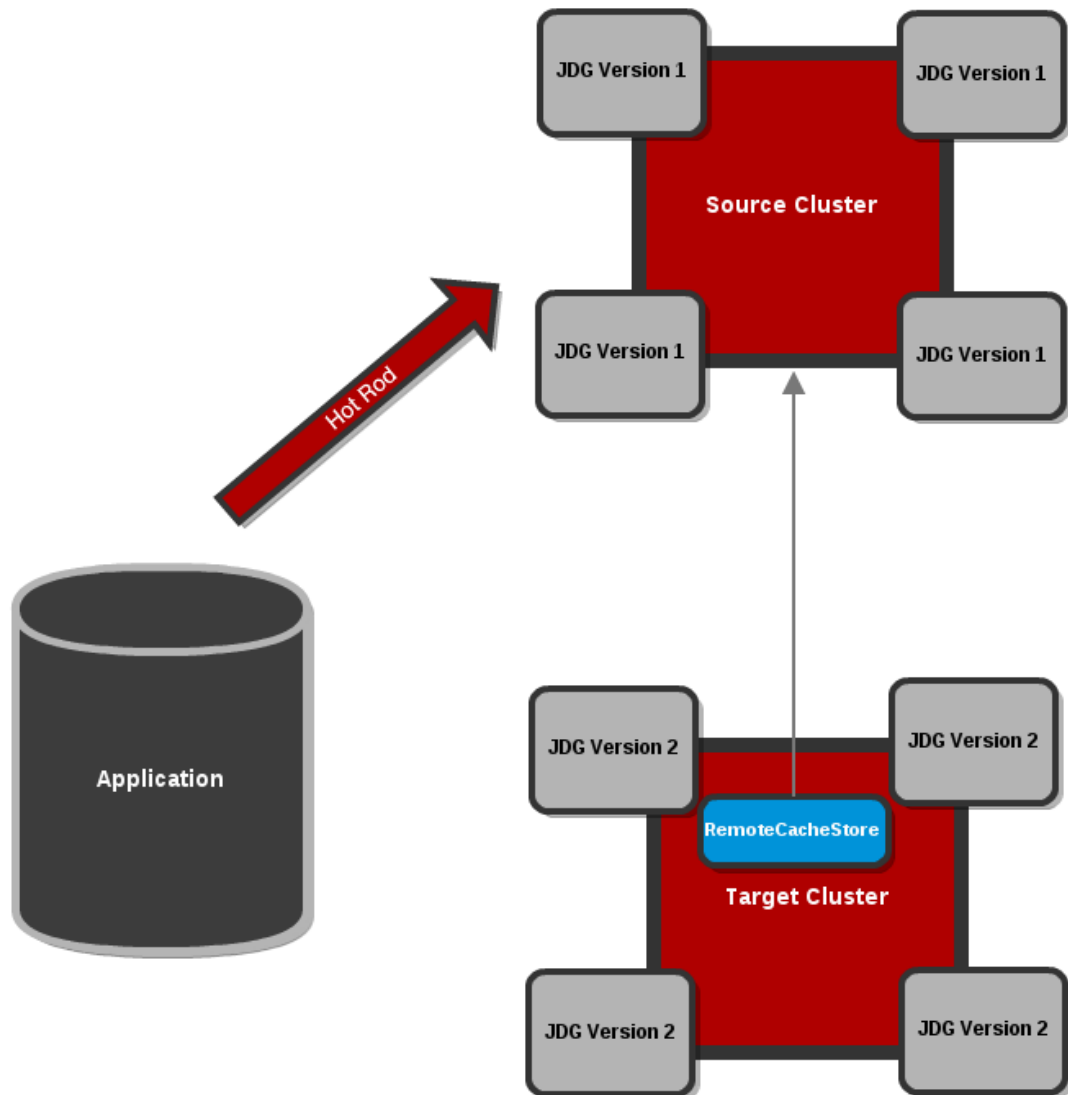 JDG Version 1
JDG Version 1
Source Cluster
JDG Version 1
JDG Version 1
Hot Rod
Application
JDG Version 2
JDG Version 2
RemoteCacheStore
Target Cluster
JDG Version 2
JDG Version 2